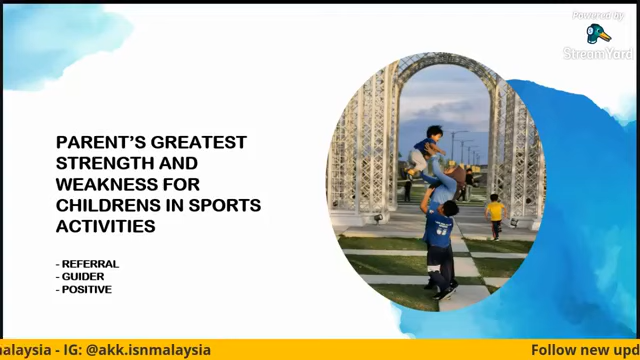 Powered by
StreamYard
PARENT'S GREATEST
STRENGTH AND
WEAKNESS FOR
CHILDRENS IN SPORTS
ACTIVITIES
- REFERRAL
- GUIDER
- POSITIVE
alaysia - IG: @akk.isnmalaysia Follow new upd